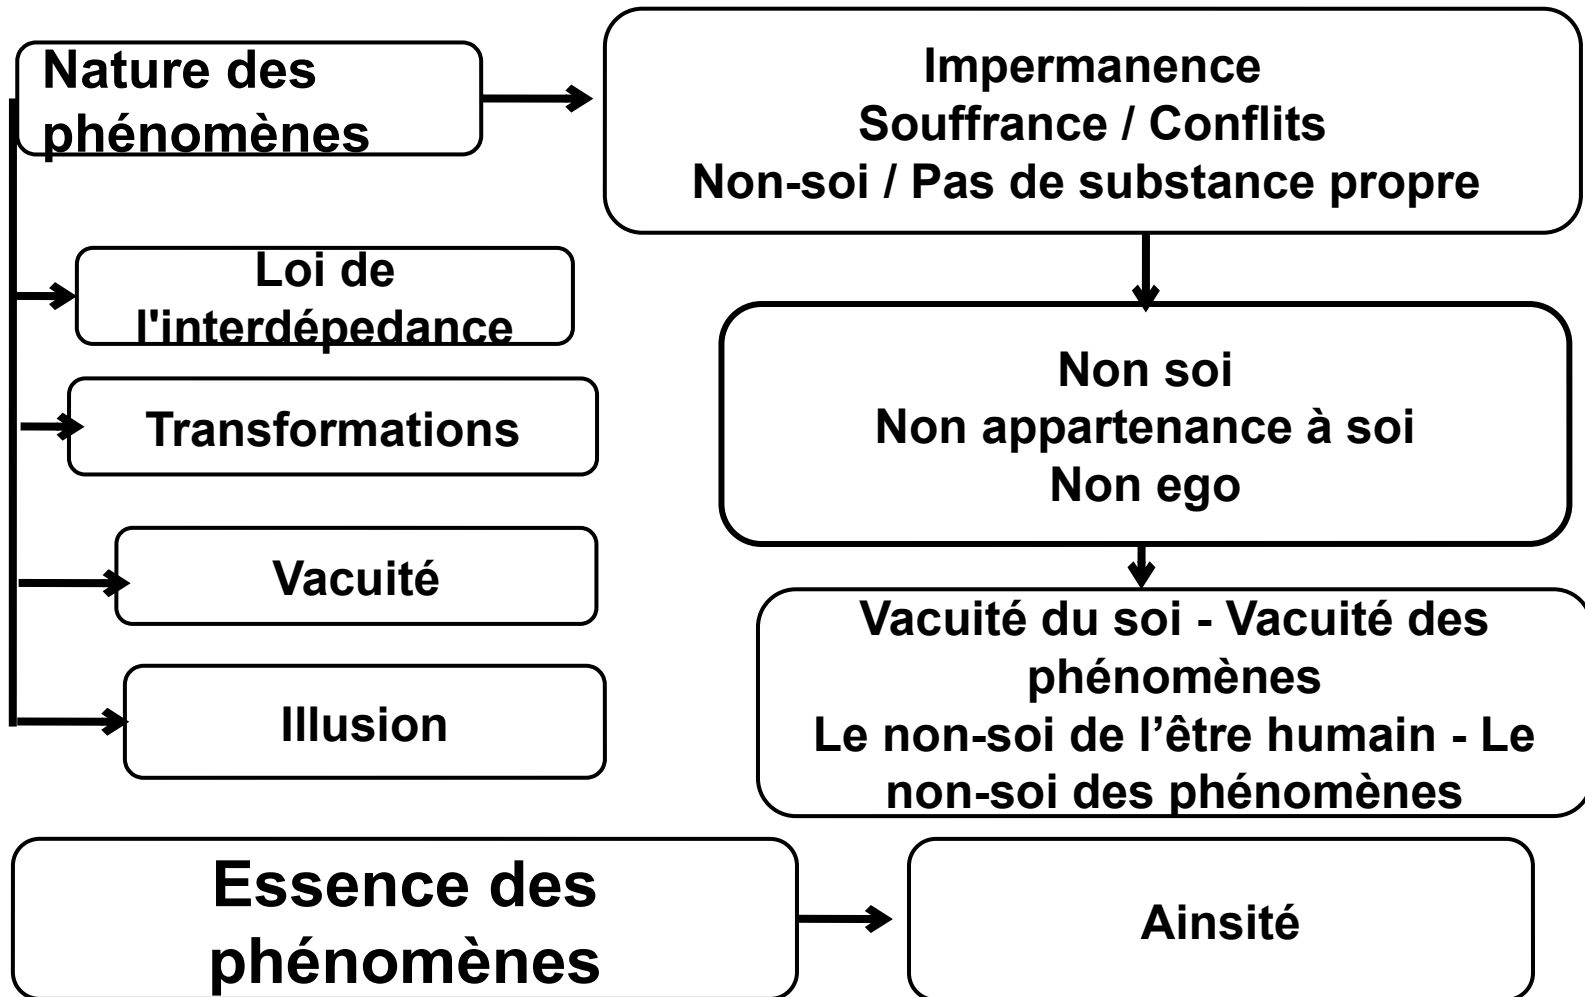 Nature des
phénomènes
Impermanence
Souffrance / Conflits
Non-soi / Pas de substance propre
Loi de
l'interdépedance
Transformations
Vacuité
Illusion
Non soi
Non appartenance à soi
Non ego
Vacuité du soi - Vacuité des
phénomènes
Le non-soi de l’être humain - Le
non-soi des phénomènes
Essence des
phénomènes
Ainsité